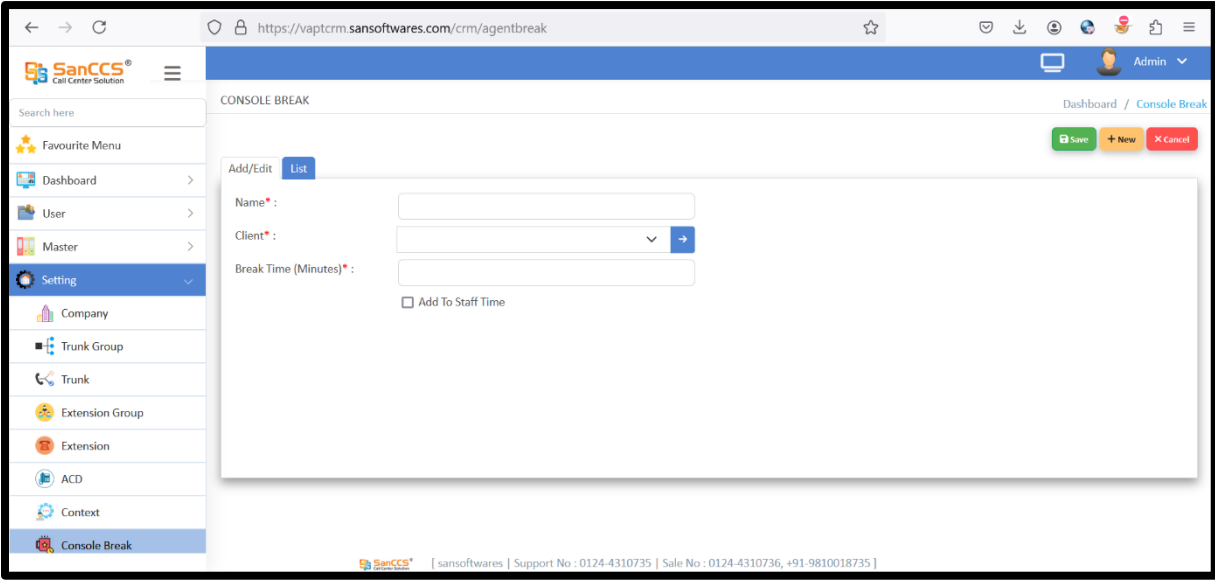 https://vaptcrm.sansoftwares.com/crm/agentbreak
SanCCS®
Call Center Solution
Admin
Search here
CONSOLE BREAK
Dashboard / Console Break
Favourite Menu
Save
+ New
× Cancel
Dashboard
Add/Edit
List
User
Name* :
Master
Client* :
Setting
Break Time (Minutes)* :
Company
Add To Staff Time
Trunk Group
Trunk
Extension Group
Extension
ACD
Context
Console Break
SanCCS® [ sansoftwares | Support No : 0124-4310735 | Sale No : 0124-4310736, +91-9810018735 ]